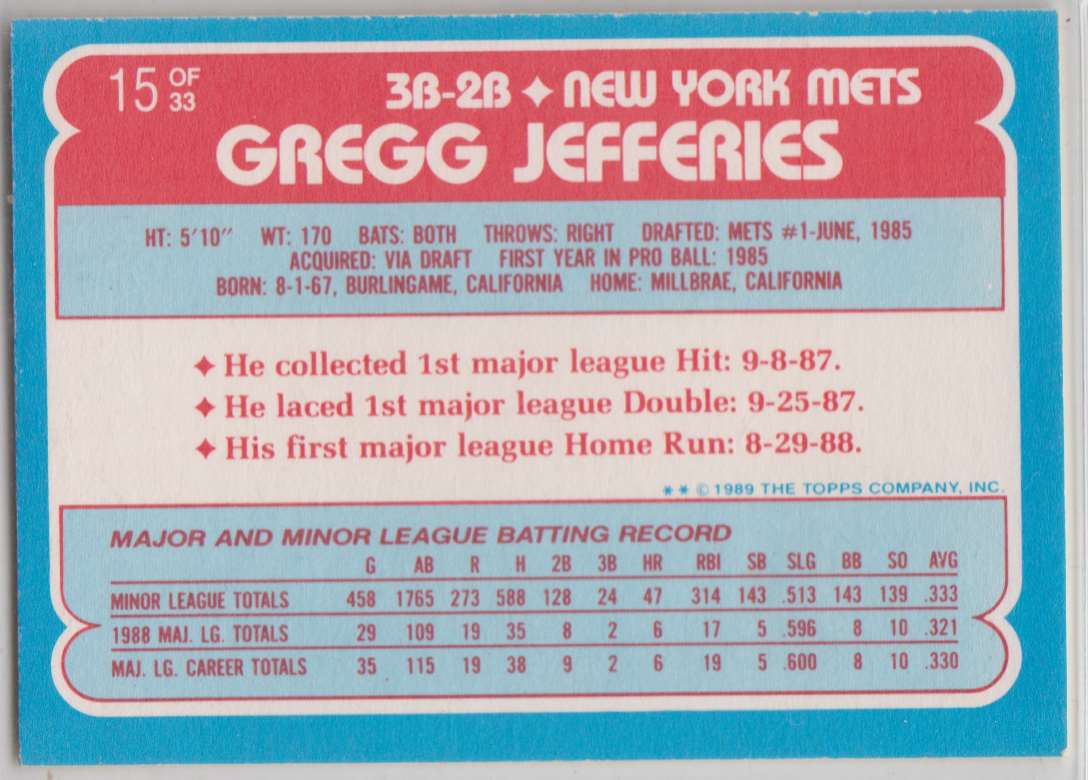 15 OF 33
3B-2B ✦ NEW YORK METS
GREGG JEFFERIES
HT: 5'10" WT: 170 BATS: BOTH THROWS: RIGHT DRAFTED: METS #1-JUNE, 1985
ACQUIRED: VIA DRAFT FIRST YEAR IN PRO BALL: 1985
BORN: 8-1-67, BURLINGAME, CALIFORNIA HOME: MILLBRAE, CALIFORNIA
✦ He collected 1st major league Hit: 9-8-87.
✦ He laced 1st major league Double: 9-25-87.
✦ His first major league Home Run: 8-29-88.
** © 1989 THE TOPPS COMPANY, INC.
MAJOR AND MINOR LEAGUE BATTING RECORD
G AB R H 2B 3B HR RBI SB SLG BB SO AVG
MINOR LEAGUE TOTALS 458 1765 273 588 128 24 47 314 143 .513 143 139 .333
1988 MAJ. LG. TOTALS 29 109 19 35 8 2 6 17 5 .596 8 10 .321
MAJ. LG. CAREER TOTALS 35 115 19 38 9 2 6 19 5 .600 8 10 .330